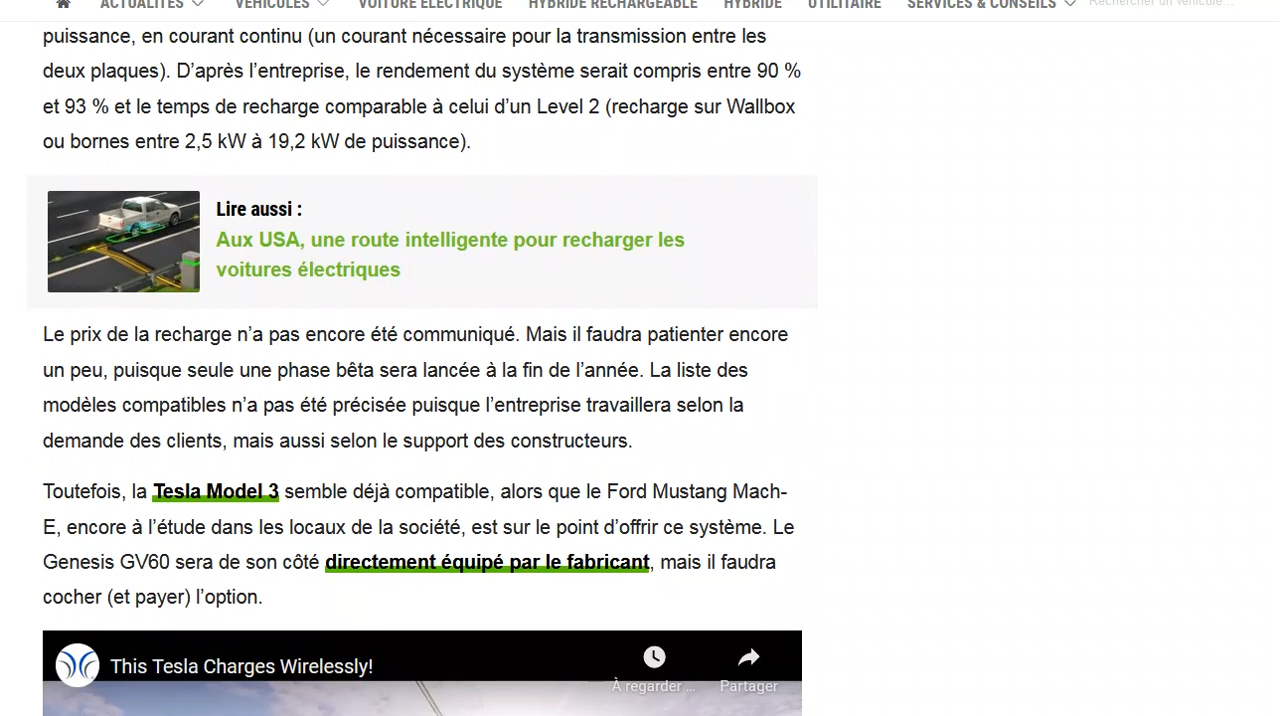 ACTUALITÉS VÉHICULES VOITURE ÉLECTRIQUE HYBRIDE RECHARGEABLE HYBRIDE UTILITAIRE SERVICES & CONSEILS Rechercher un véhicule...
puissance, en courant continu (un courant nécessaire pour la transmission entre les
deux plaques). D’après l’entreprise, le rendement du système serait compris entre 90 %
et 93 % et le temps de recharge comparable à celui d’un Level 2 (recharge sur Wallbox
ou bornes entre 2,5 kW à 19,2 kW de puissance).
Lire aussi :
Aux USA, une route intelligente pour recharger les
voitures électriques
Le prix de la recharge n’a pas encore été communiqué. Mais il faudra patienter encore
un peu, puisque seule une phase bêta sera lancée à la fin de l’année. La liste des
modèles compatibles n’a pas été précisée puisque l’entreprise travaillera selon la
demande des clients, mais aussi selon le support des constructeurs.
Toutefois, la Tesla Model 3 semble déjà compatible, alors que le Ford Mustang Mach-
E, encore à l’étude dans les locaux de la société, est sur le point d’offrir ce système. Le
Genesis GV60 sera de son côté directement équipé par le fabricant, mais il faudra
cocher (et payer) l’option.
This Tesla Charges Wirelessly!
À regarder ... Partager